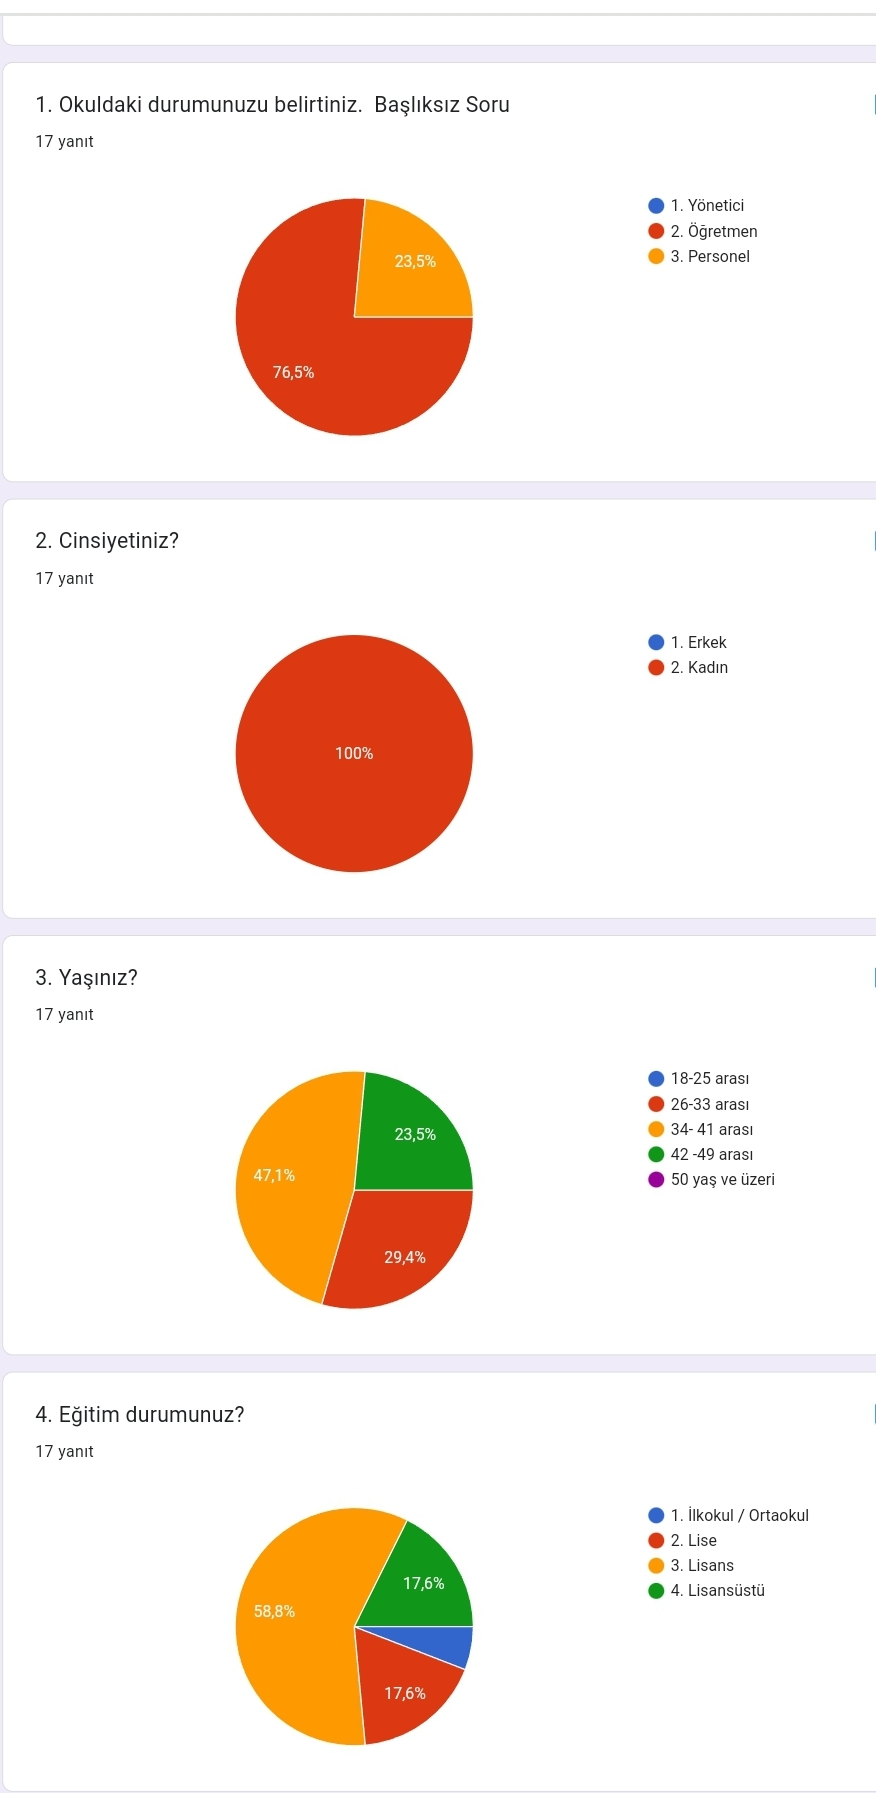 1. Okuldaki durumunuzu belirtiniz.  Başlıksız Soru
17 yanıt
1. Yönetici
2. Öğretmen
3. Personel
23,5%
76,5%
2. Cinsiyetiniz?
17 yanıt
1. Erkek
2. Kadın
100%
3. Yaşınız?
17 yanıt
18-25 arası
26-33 arası
34- 41 arası
42 -49 arası
50 yaş ve üzeri
23,5%
47,1%
29,4%
4. Eğitim durumunuz?
17 yanıt
1. İlkokul / Ortaokul
2. Lise
3. Lisans
4. Lisansüstü
17,6%
58,8%
17,6%